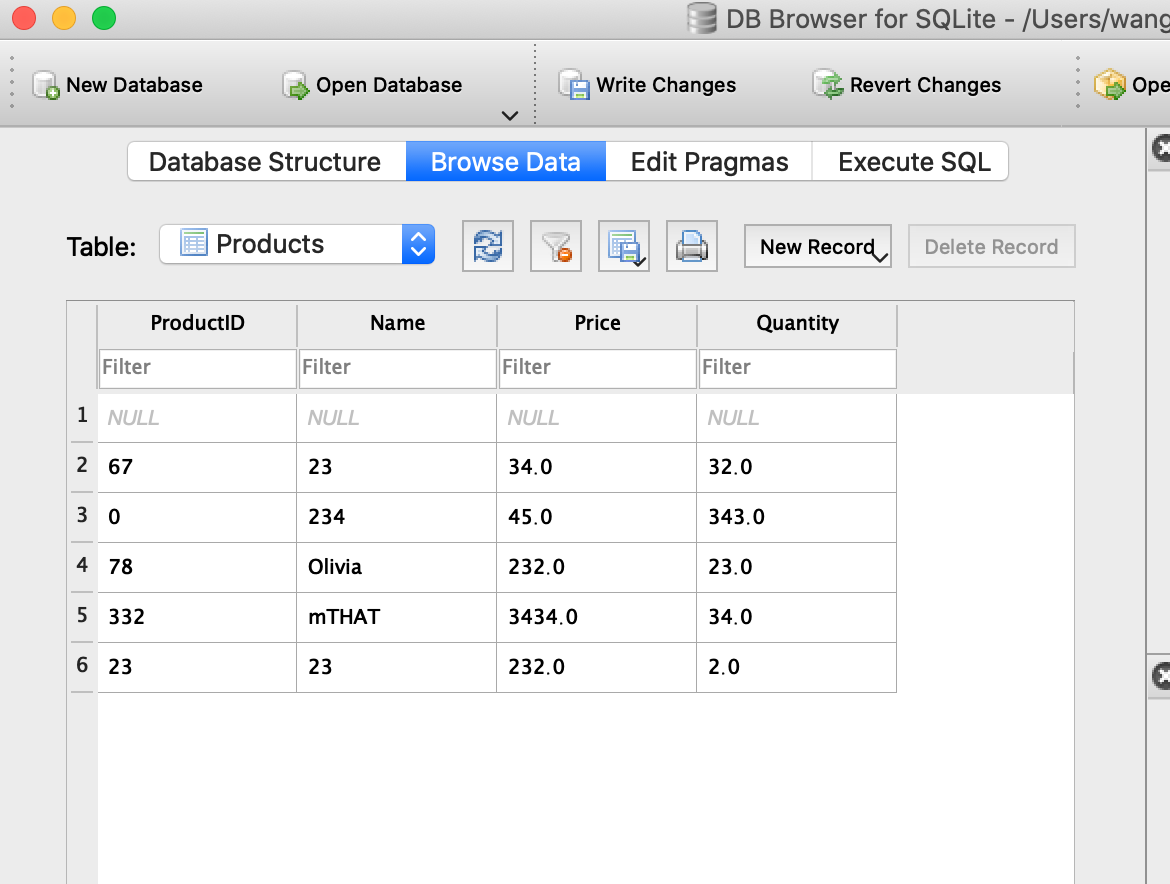 DB Browser for SQLite - /Users/wang
New Database Open Database Write Changes Revert Changes Ope
Database Structure Browse Data Edit Pragmas Execute SQL
Table: Products New Record Delete Record
ProductID Name Price Quantity
Filter Filter Filter Filter
1 NULL NULL NULL NULL
2 67 23 34.0 32.0
3 0 234 45.0 343.0
4 78 Olivia 232.0 23.0
5 332 mTHAT 3434.0 34.0
6 23 23 232.0 2.0